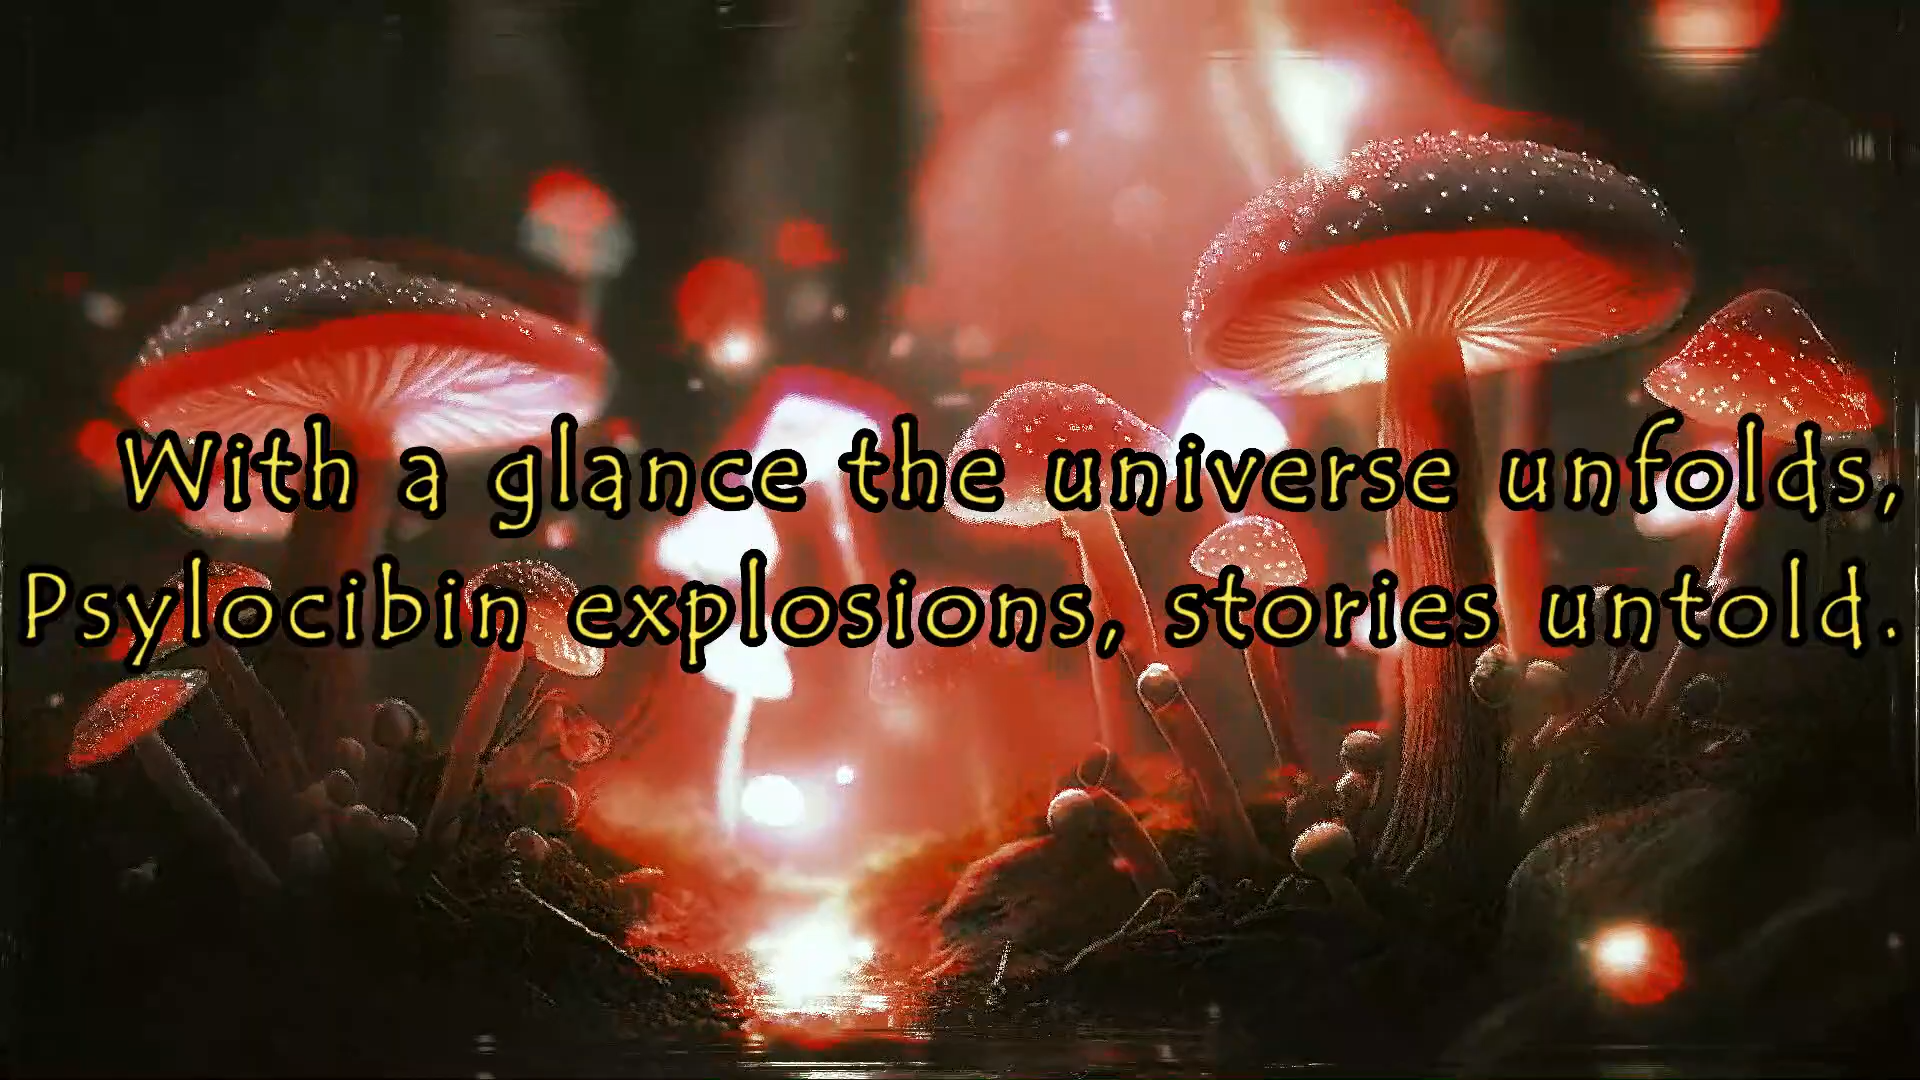 With a glance the universe unfolds,
Psylocibin explosions, stories untold.